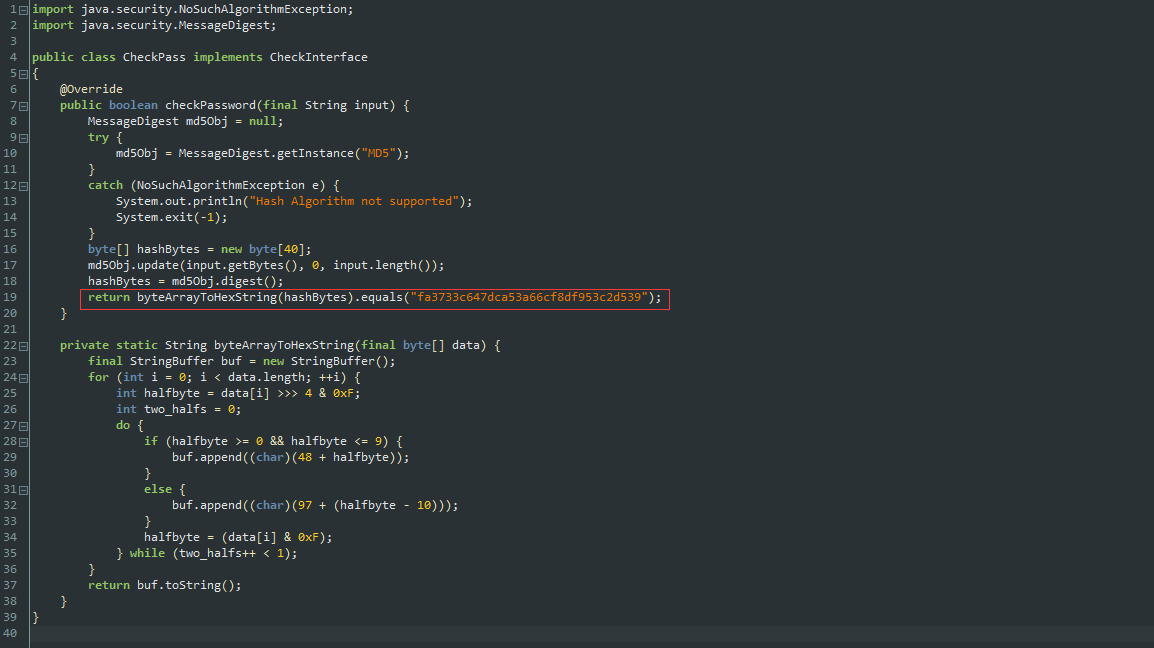 1 import java.security.NoSuchAlgorithmException;
2 import java.security.MessageDigest;
3
4 public class CheckPass implements CheckInterface
5 {
6     @Override
7     public boolean checkPassword(final String input) {
8         MessageDigest md5Obj = null;
9         try {
10             md5Obj = MessageDigest.getInstance("MD5");
11         }
12         catch (NoSuchAlgorithmException e) {
13             System.out.println("Hash Algorithm not supported");
14             System.exit(-1);
15         }
16         byte[] hashBytes = new byte[40];
17         md5Obj.update(input.getBytes(), 0, input.length());
18         hashBytes = md5Obj.digest();
19         return byteArrayToHexString(hashBytes).equals("fa3733c647dca53a66cf8df953c2d539");
20     }
21
22     private static String byteArrayToHexString(final byte[] data) {
23         final StringBuffer buf = new StringBuffer();
24         for (int i = 0; i < data.length; ++i) {
25             int halfbyte = data[i] >>> 4 & 0xF;
26             int two_halfs = 0;
27             do {
28                 if (halfbyte >= 0 && halfbyte <= 9) {
29                     buf.append((char)(48 + halfbyte));
30                 }
31                 else {
32                     buf.append((char)(97 + (halfbyte - 10)));
33                 }
34                 halfbyte = (data[i] & 0xF);
35             } while (two_halfs++ < 1);
36         }
37         return buf.toString();
38     }
39 }
40